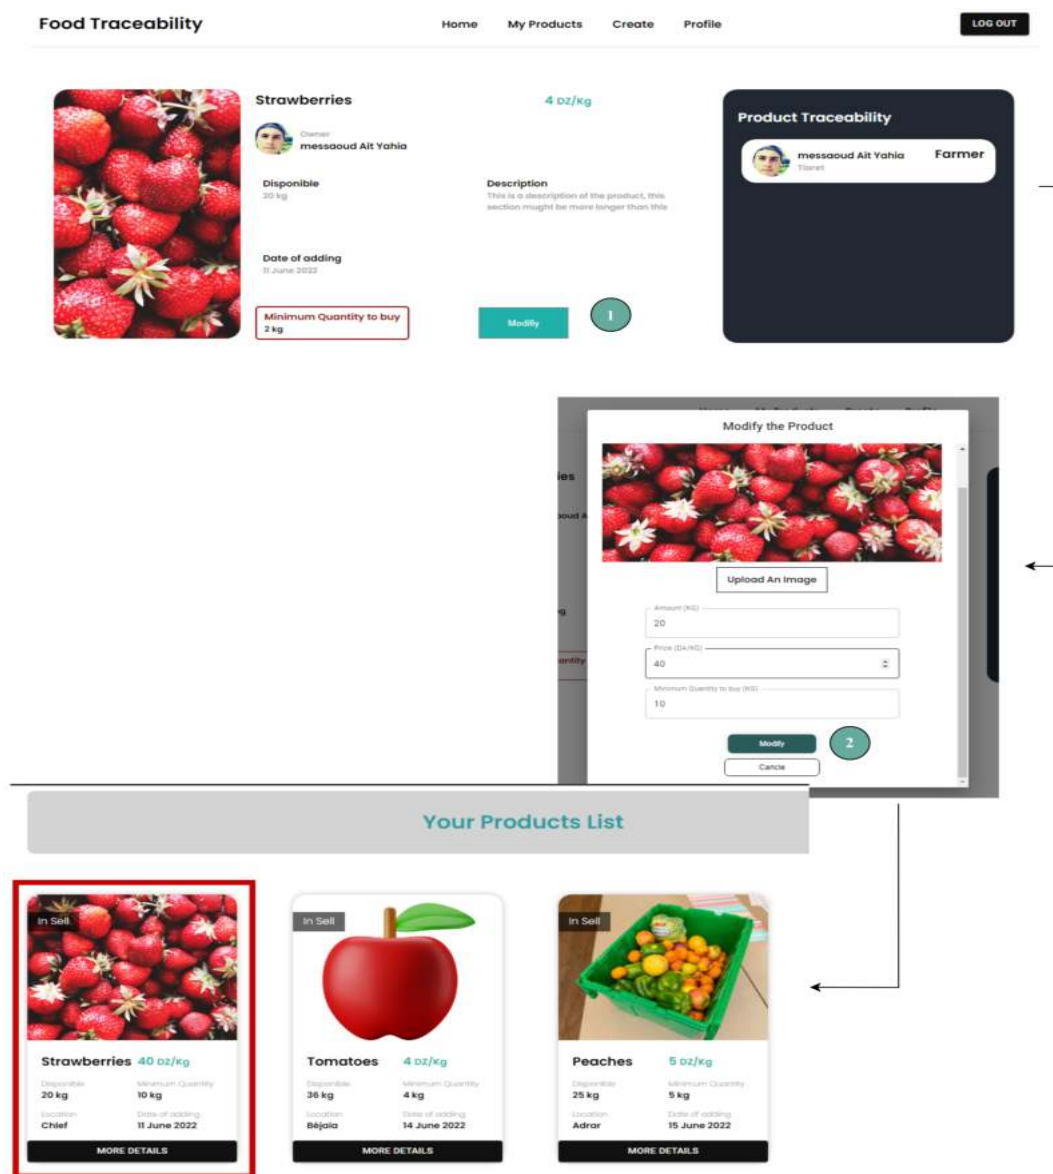 Food Traceability
Home My Products Create Profile
LOG OUT
Strawberries 4 DZ/Kg
Owner
messaoud Ait Yahia
Disponible
20 kg
Description
This is a description of the product, this
section mught be more longer than this
Date of adding
11 June 2022
Minimum Quantity to buy
2 kg
Modify
1
Product Traceability
messaoud Ait Yahia Farmer
Tiaret
Modify the Product
Upload An Image
Amount (KG)
20
Price (DA/KG)
40
Minimum Quantity to buy (KG)
10
Modify
2
Cancle
Your Products List
In Sell
Strawberries 40 DZ/Kg
Disponible Minimum Quantity
20 kg 10 kg
Location Date of adding
Chlef 11 June 2022
MORE DETAILS
In Sell
Tomatoes 4 DZ/Kg
Disponible Minimum Quantity
36 kg 4 kg
Location Date of adding
Béjaïa 14 June 2022
MORE DETAILS
In Sell
Peaches 5 DZ/Kg
Disponible Minimum Quantity
25 kg 5 kg
Location Date of adding
Adrar 15 June 2022
MORE DETAILS